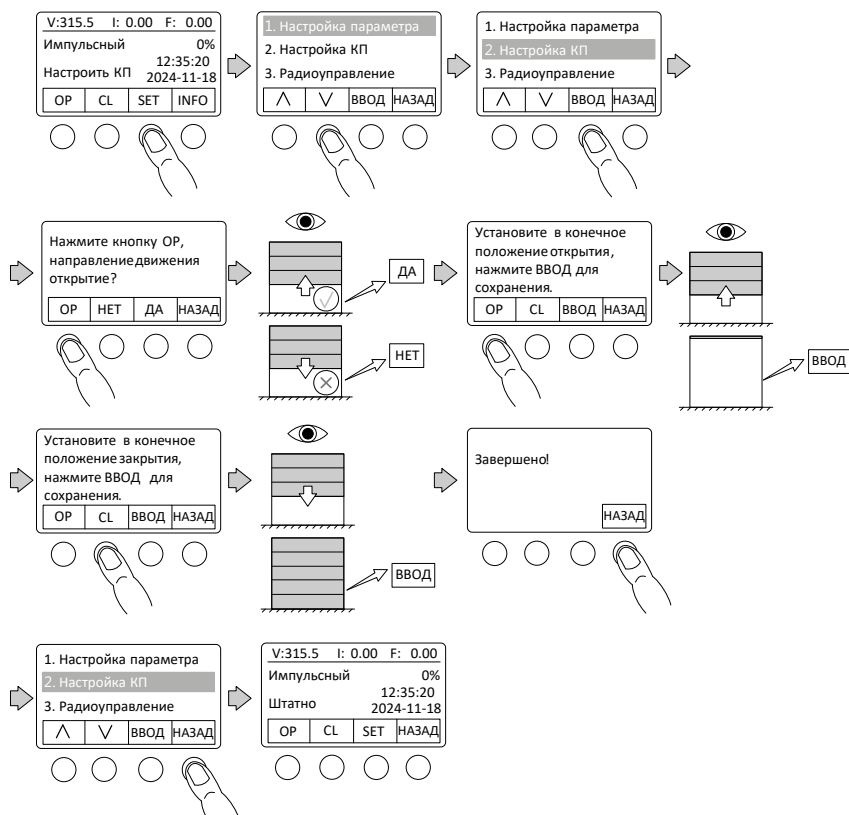 V:315.5 I: 0.00 F: 0.00
Импульсный 0%
12:35:20
Настроить КП 2024-11-18
OP CL SET INFO
1. Настройка параметра
2. Настройка КП
3. Радиоуправление
ВВОД НАЗАД
1. Настройка параметра
2. Настройка КП
3. Радиоуправление
ВВОД НАЗАД
Нажмите кнопку OP,
направление движения
открытие?
OP НЕТ ДА НАЗАД
ДА
НЕТ
Установите в конечное
положение открытия,
нажмите ВВОД для
сохранения.
OP CL ВВОД НАЗАД
ВВОД
Установите в конечное
положение закрытия,
нажмите ВВОД для
сохранения.
OP CL ВВОД НАЗАД
ВВОД
Завершено!
НАЗАД
1. Настройка параметра
2. Настройка КП
3. Радиоуправление
ВВОД НАЗАД
V:315.5 I: 0.00 F: 0.00
Импульсный 0%
12:35:20
Штатно 2024-11-18
OP CL SET НАЗАД